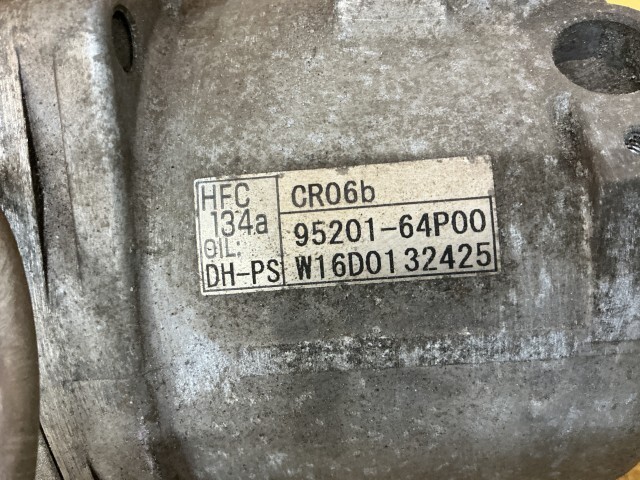 HFC
134a
OIL:
DH-PS
CR06b
95201-64P00
W16D0132425